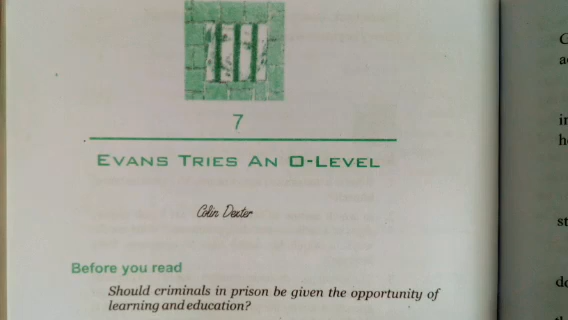 7
EVANS TRIES AN O-LEVEL
Colin Dexter
Before you read
Should criminals in prison be given the opportunity of
learning and education?